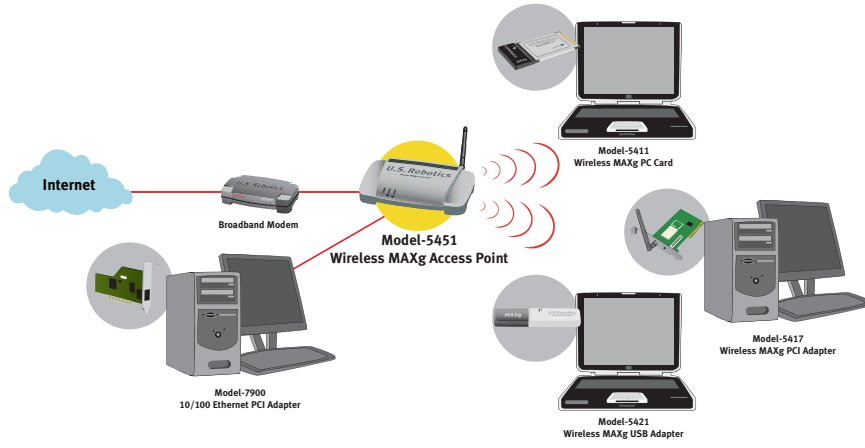 Model-5411
Wireless MAXg PC Card
Internet
U.S. Robotics
Broadband Modem
Model-5451
Wireless MAXg Access Point
MAXg
U.S. Robotics
Model-5417
Wireless MAXg PCI Adapter
Model-7900
10/100 Ethernet PCI Adapter
Model-5421
Wireless MAXg USB Adapter